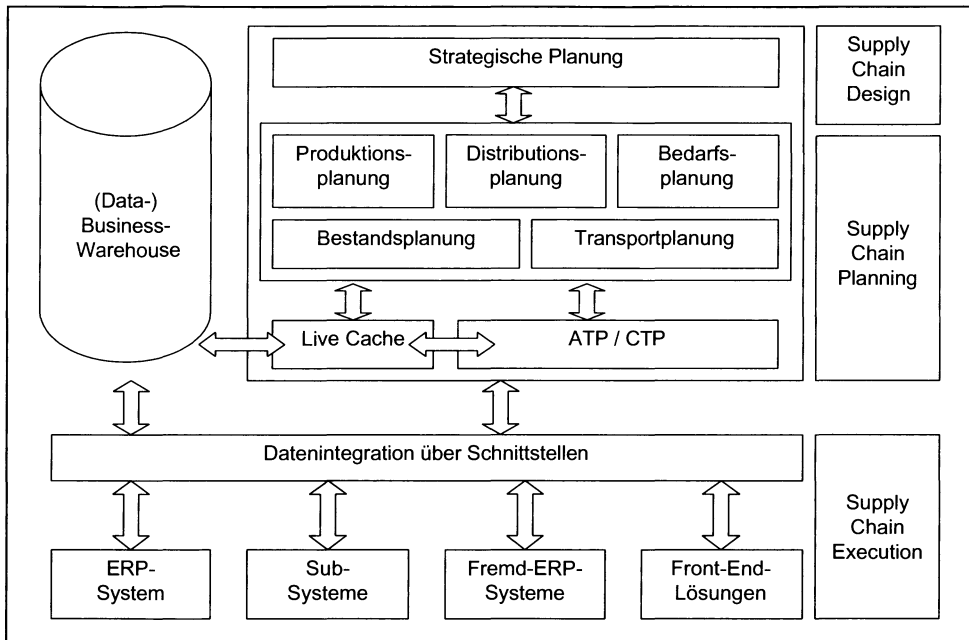 Strategische Planung
Supply
Chain
Design
Produktions-
planung
Distributions-
planung
Bedarfs-
planung
(Data-)
Business-
Warehouse
Bestandsplanung
Transportplanung
Supply
Chain
Planning
Live Cache
ATP / CTP
Datenintegration über Schnittstellen
Supply
Chain
Execution
ERP-
System
Sub-
Systeme
Fremd-ERP-
Systeme
Front-End-
Lösungen